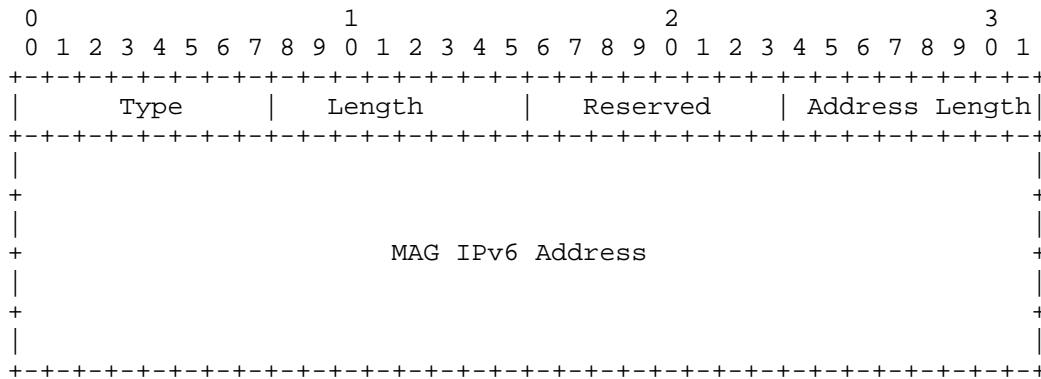 0                   1                   2                   3
 0 1 2 3 4 5 6 7 8 9 0 1 2 3 4 5 6 7 8 9 0 1 2 3 4 5 6 7 8 9 0 1
+-+-+-+-+-+-+-+-+-+-+-+-+-+-+-+-+-+-+-+-+-+-+-+-+-+-+-+-+-+-+-+-+
|      Type     |   Length      |   Reserved    | Address Length|
+-+-+-+-+-+-+-+-+-+-+-+-+-+-+-+-+-+-+-+-+-+-+-+-+-+-+-+-+-+-+-+-+
|                                                               |
+                                                               +
|                                                               |
+                       MAG IPv6 Address                        +
|                                                               |
+                                                               +
|                                                               |
+-+-+-+-+-+-+-+-+-+-+-+-+-+-+-+-+-+-+-+-+-+-+-+-+-+-+-+-+-+-+-+-+